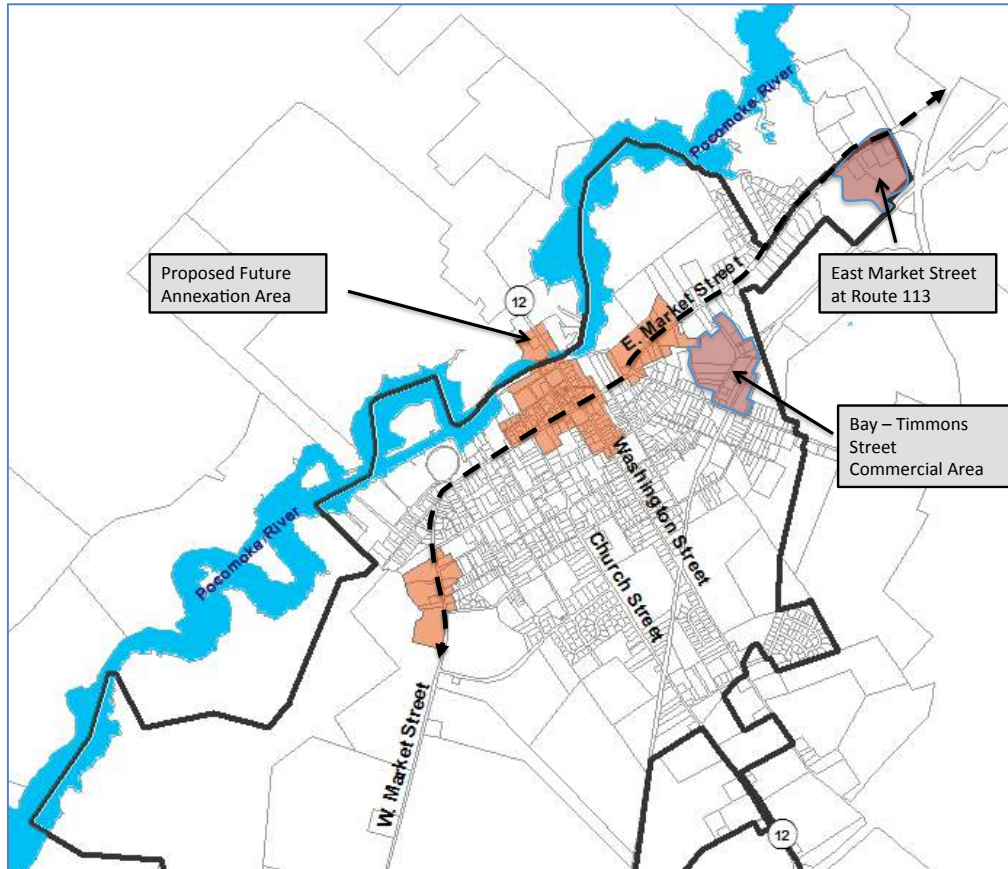 Pocomoke River
Proposed Future
Annexation Area
12
E. Market Street
East Market Street
at Route 113
Bay – Timmons
Street
Commercial Area
Washington Street
Church Street
Pocomoke River
W. Market Street
12